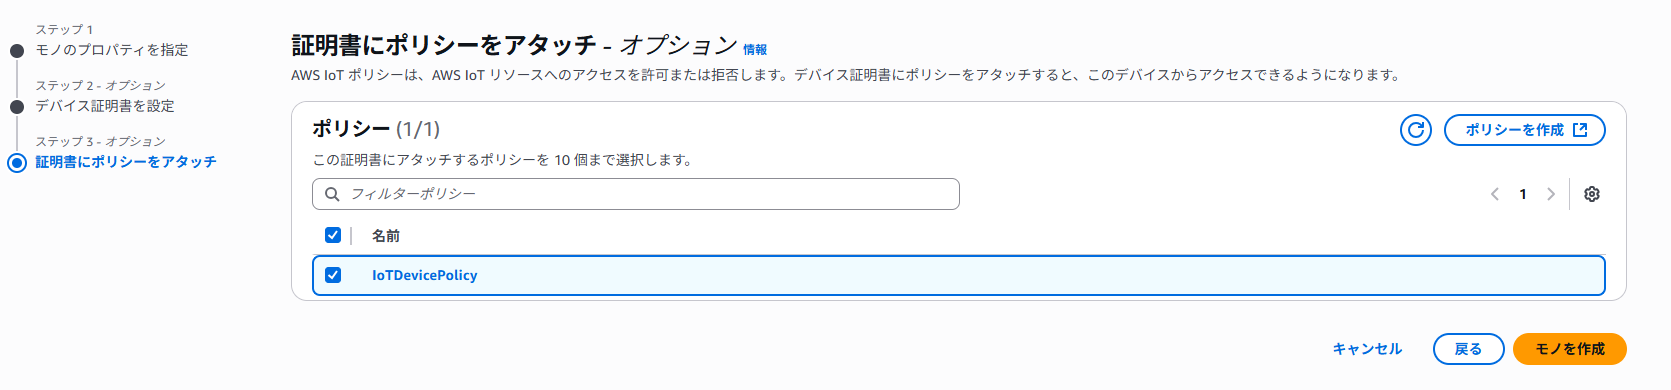 ステップ 1
モノのプロパティを指定
ステップ 2 - オプション
デバイス証明書を設定
ステップ 3 - オプション
証明書にポリシーをアタッチ
証明書にポリシーをアタッチ - オプション 情報
AWS IoT ポリシーは、AWS IoT リソースへのアクセスを許可または拒否します。デバイス証明書にポリシーをアタッチすると、このデバイスからアクセスできるようになります。
ポリシー (1/1)
ポリシーを作成
この証明書にアタッチするポリシーを 10 個まで選択します。
フィルターポリシー
1
名前
IoTDevicePolicy
キャンセル
戻る
モノを作成